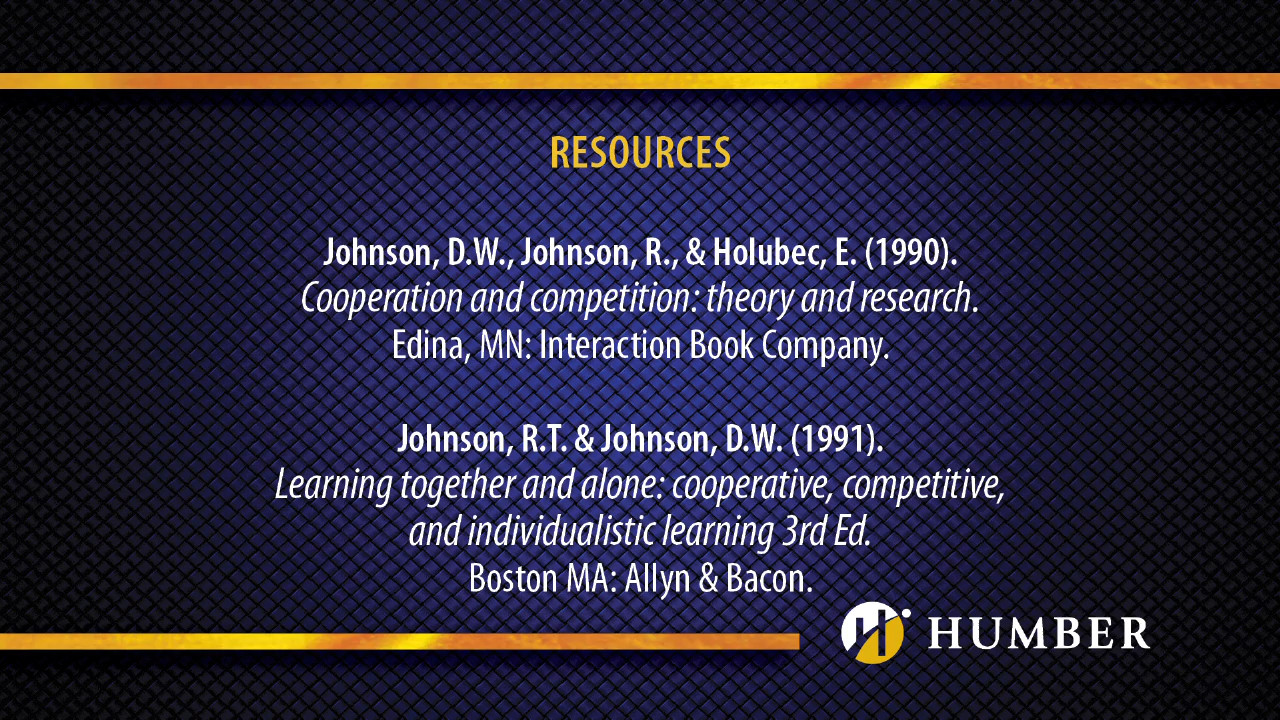 RESOURCES
Johnson, D.W., Johnson, R., & Holubec, E. (1990).
Cooperation and competition: theory and research.
Edina, MN: Interaction Book Company.
Johnson, R.T. & Johnson, D.W. (1991).
Learning together and alone: cooperative, competitive,
and individualistic learning 3rd Ed.
Boston MA: Allyn & Bacon.
HUMBER